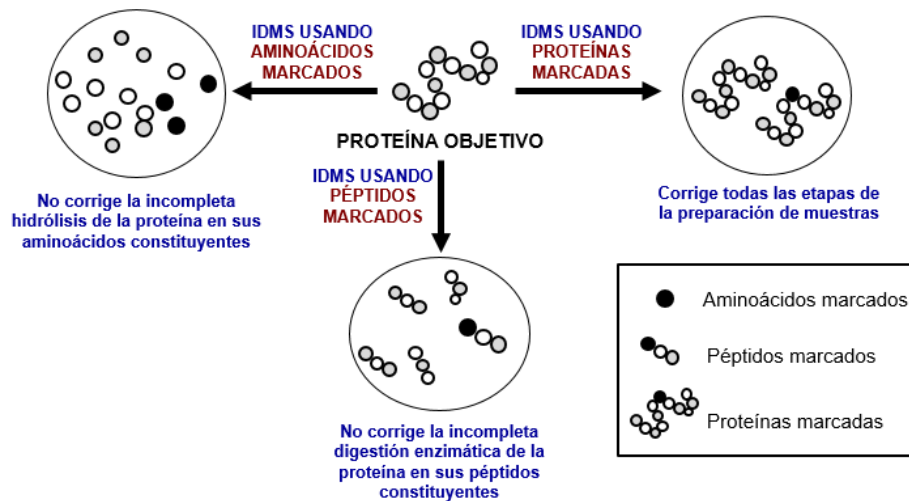 IDMS USANDO
AMINOÁCIDOS
MARCADOS
IDMS USANDO
PROTEÍNAS
MARCADAS
PROTEÍNA OBJETIVO
No corrige la incompleta
hidrólisis de la proteína en sus
aminoácidos constituyentes
IDMS USANDO
PÉPTIDOS
MARCADOS
Corrige todas las etapas de
la preparación de muestras
No corrige la incompleta
digestión enzimática de la
proteína en sus péptidos
constituyentes
Aminoácidos marcados
Péptidos marcados
Proteínas marcadas